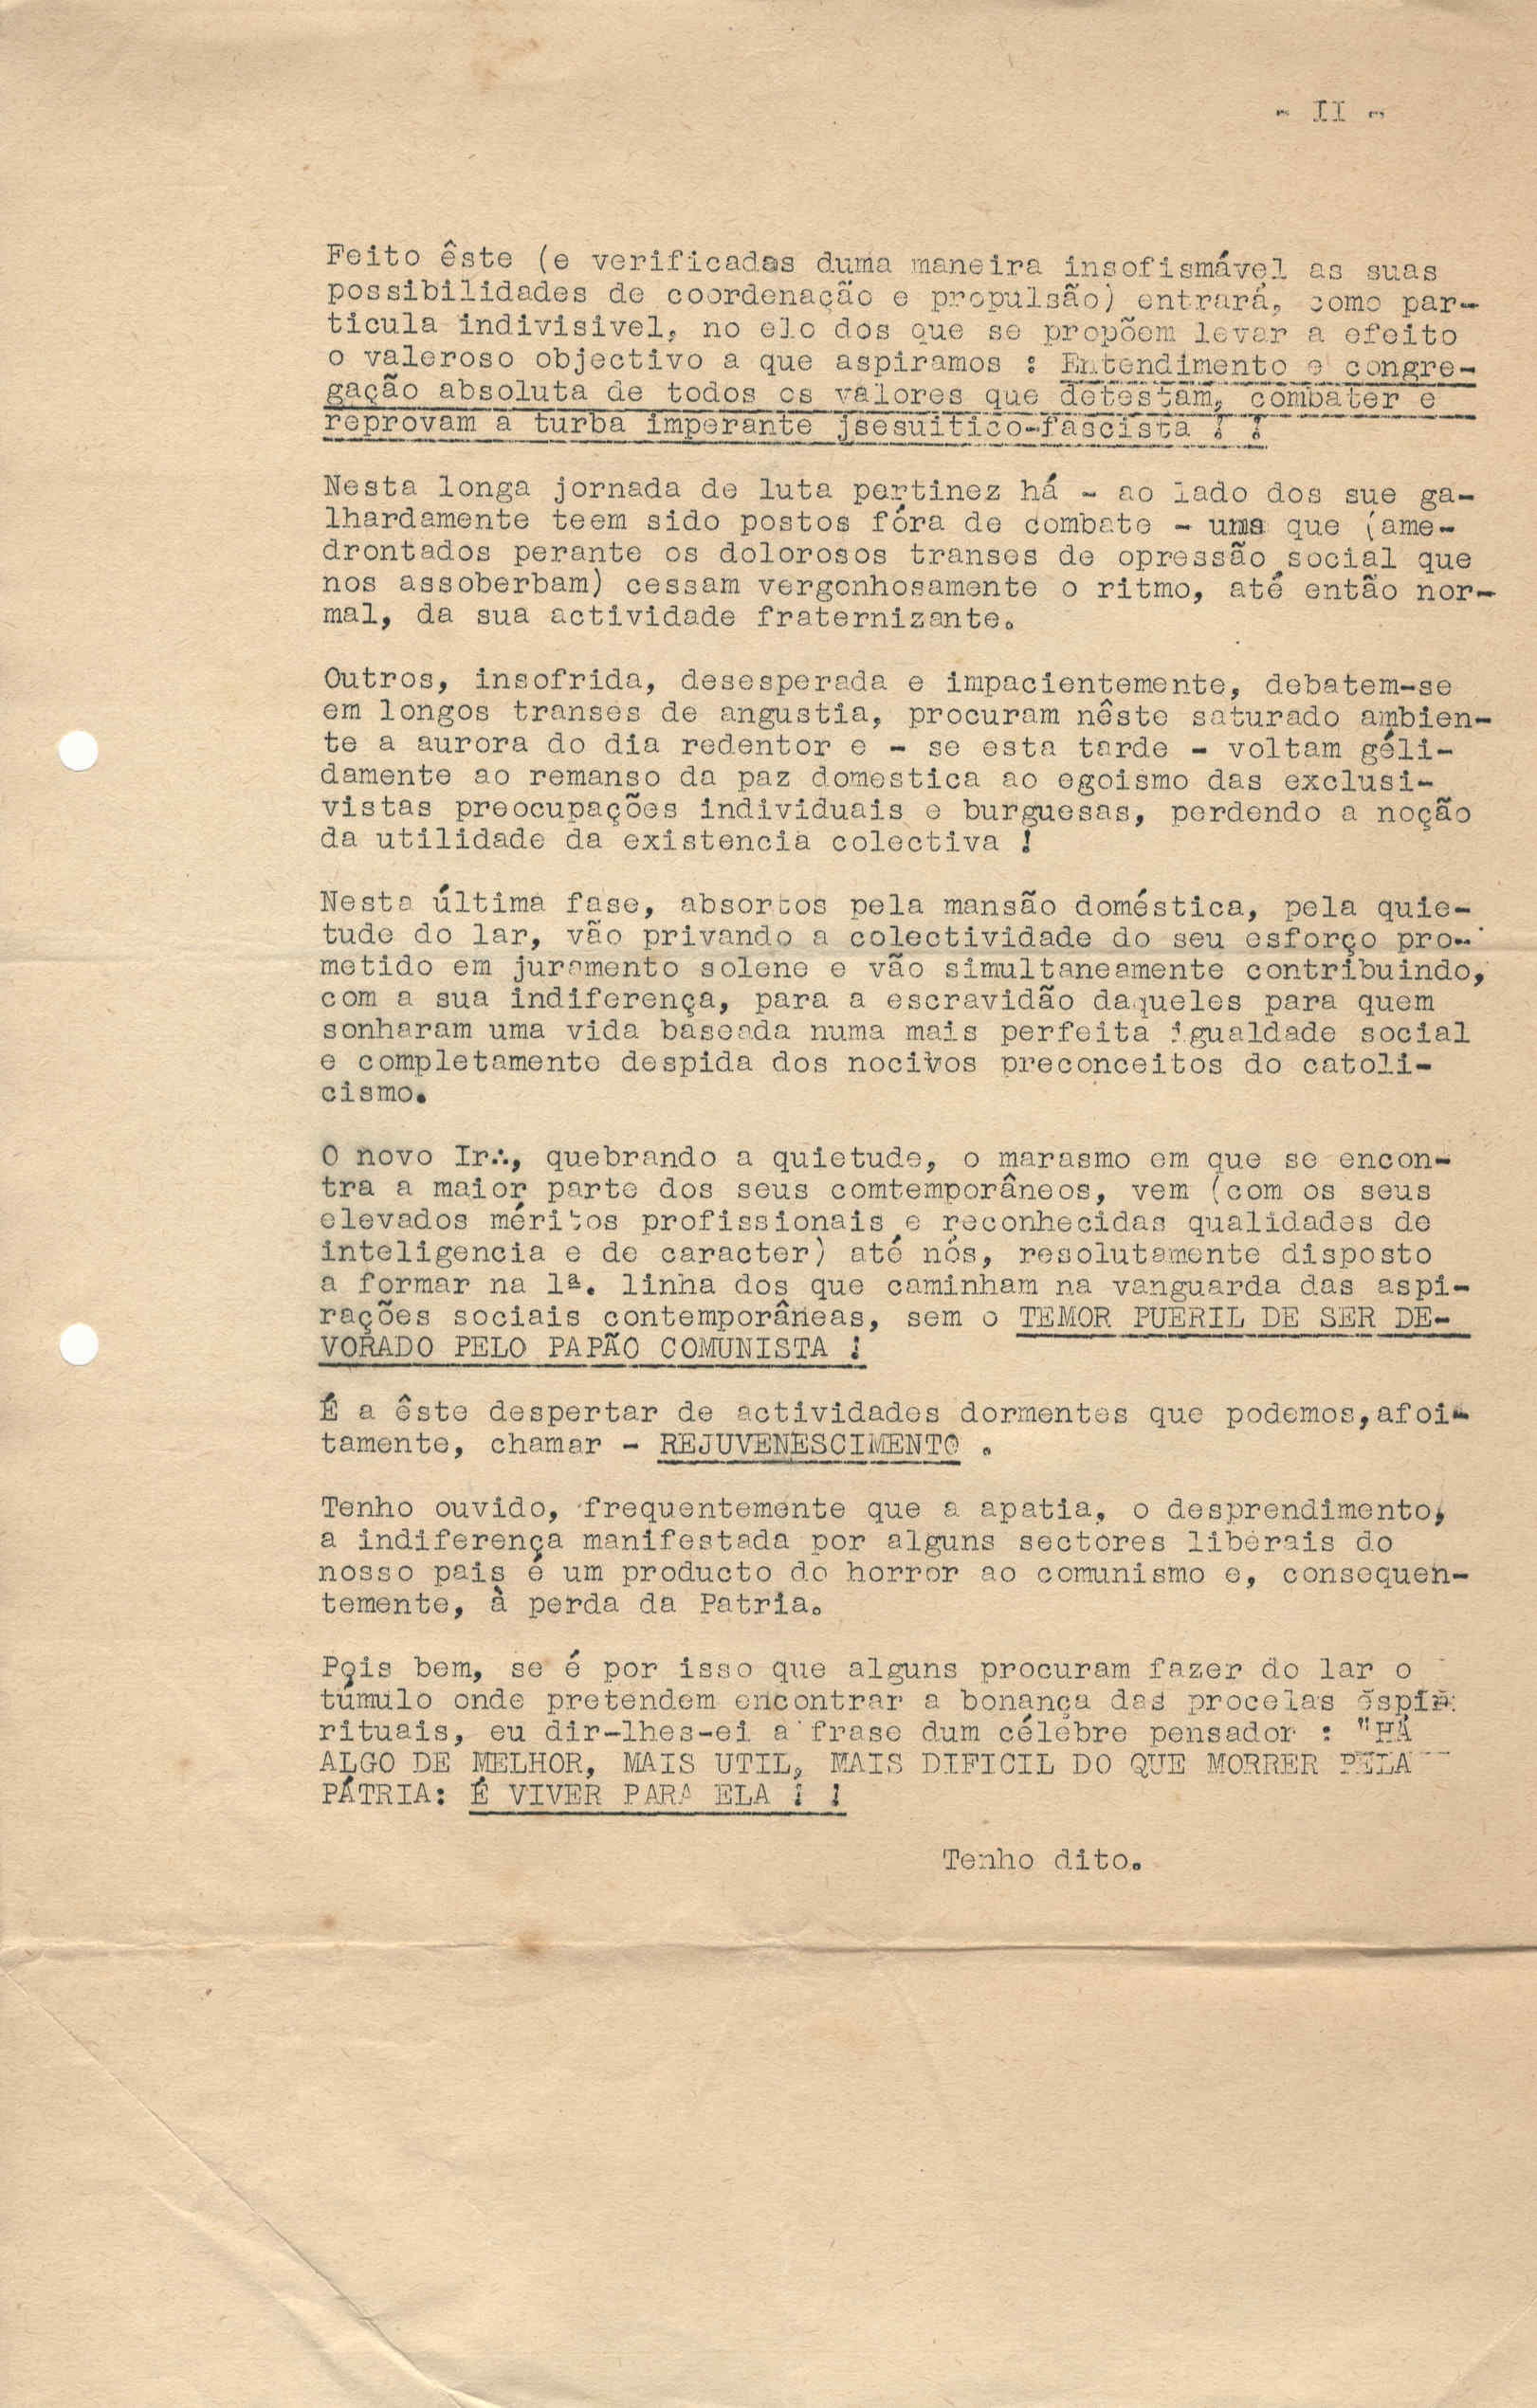 - II -
Feito êste (e verificadas duma maneira insofismável as suas
possibilidades de coordenação e propulsão) entrará, como par-
ticula indivisivel, no elo dos que se propõem levar a efeito
o valeroso objectivo a que aspiramos : Entendimento e congre-
gação absoluta de todos os valores que detestam, combater e
reprovam a turba imperante jsesuitico-fascista ! !
Nesta longa jornada de luta pertinez há - ao lado dos sue ga-
lhardamente teem sido postos fóra de combate - uns que (ame-
drontados perante os dolorosos transes de opressão social que
nos assoberbam) cessam vergonhosamente o ritmo, até então nor-
mal, da sua actividade fraternizante.
Outros, insofrida, desesperada e impacientemente, debatem-se
em longos transes de angustia, procuram nêste saturado ambien-
te a aurora do dia redentor e - se esta tarde - voltam géli-
damente ao remanso da paz domestica ao egoismo das exclusi-
vistas preocupações individuais e burguesas, perdendo a noção
da utilidade da existencia colectiva !
Nesta última fase, absortos pela mansão doméstica, pela quie-
tude do lar, vão privando a colectividade do seu esforço pro-
metido em juramento solene e vão simultaneamente contribuindo,
com a sua indiferença, para a escravidão daqueles para quem
sonharam uma vida baseada numa mais perfeita igualdade social
e completamente despida dos nocivos preconceitos do catoli-
cismo.
O novo Ir∴, quebrando a quietude, o marasmo em que se encon-
tra a maior parte dos seus comtemporâneos, vem (com os seus
elevados méritos profissionais e reconhecidas qualidades de
inteligencia e de caracter) até nós, resolutamente disposto
a formar na 1ª. linha dos que caminham na vanguarda das aspi-
rações sociais contemporâneas, sem o TEMOR PUERIL DE SER DE-
VORADO PELO PAPÃO COMUNISTA !
É a êste despertar de actividades dormentes que podemos,afoi-
tamente, chamar - REJUVENESCIMENTO .
Tenho ouvido, frequentemente que a apatia, o desprendimento,
a indiferença manifestada por alguns sectores liberais do
nosso pais é um producto do horror ao comunismo e, consequen-
temente, à perda da Patria.
Pois bem, se é por isso que alguns procuram fazer do lar o
túmulo onde pretendem encontrar a bonança das procelas espi-
rituais, eu dir-lhes-ei a frase dum célebre pensador : "HÁ
ALGO DE MELHOR, MAIS UTIL, MAIS DIFICIL DO QUE MORRER PELA
PÁTRIA: É VIVER PARA ELA ! !
Tenho dito.